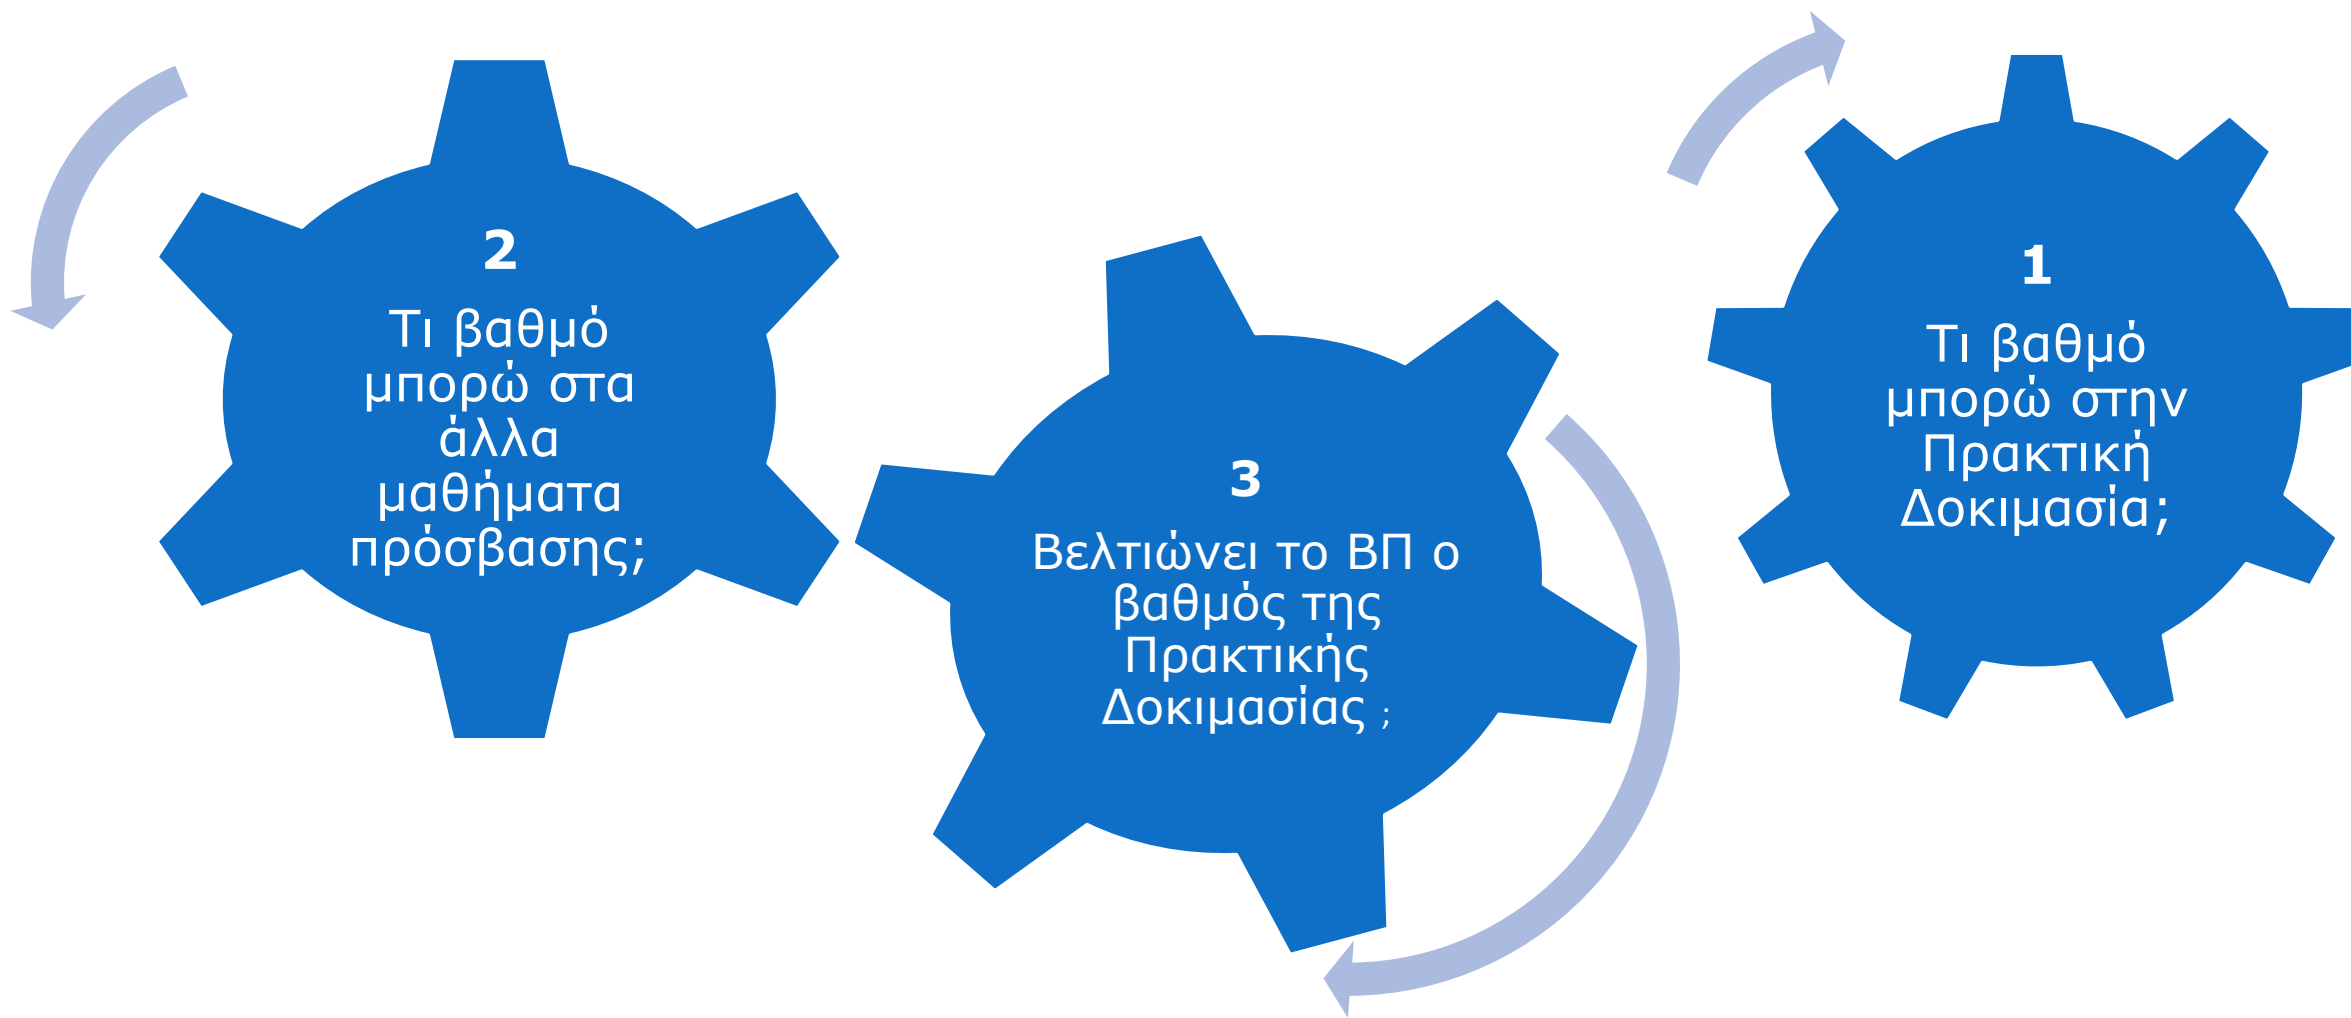 2
Τι βαθμό
μπορώ στα
άλλα
μαθήματα
πρόσβασης;
3
Βελτιώνει το ΒΠ ο
βαθμός της
Πρακτικής
Δοκιμασίας ;
1
Τι βαθμό
μπορώ στην
Πρακτική
Δοκιμασία;